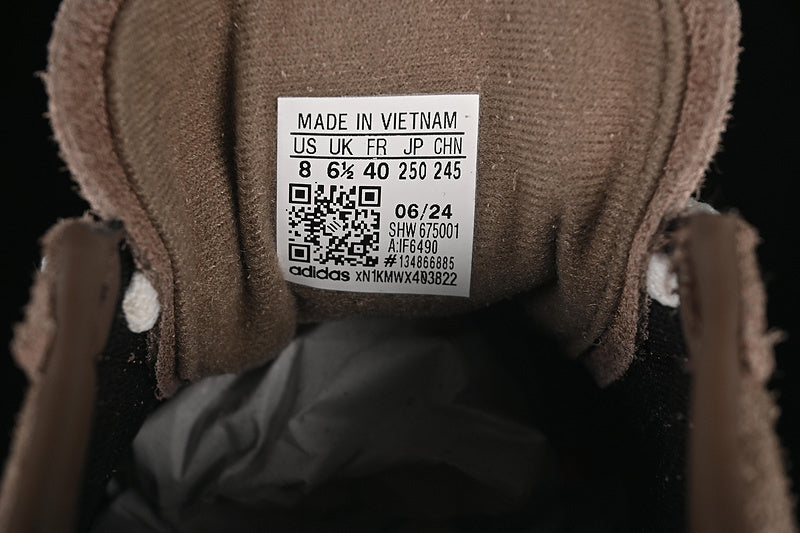 MADE IN VIETNAM
US UK FR JP CHN
8 6½ 40 250 245
06/24
SHW 675001
A:IF6490
#134866885
adidas XN1KMWX403822